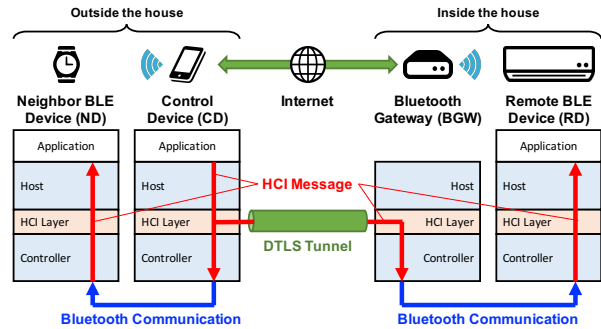 Outside the house
Inside the house
Neighbor BLE
Device (ND)
Control
Device (CD)
Internet
Bluetooth
Gateway (BGW)
Remote BLE
Device (RD)
Application
Application
Application
Host
Host
HCI Message
Host
Host
HCI Layer
HCI Layer
HCI Layer
HCI Layer
DTLS Tunnel
Controller
Controller
Controller
Controller
Bluetooth Communication
Bluetooth Communication